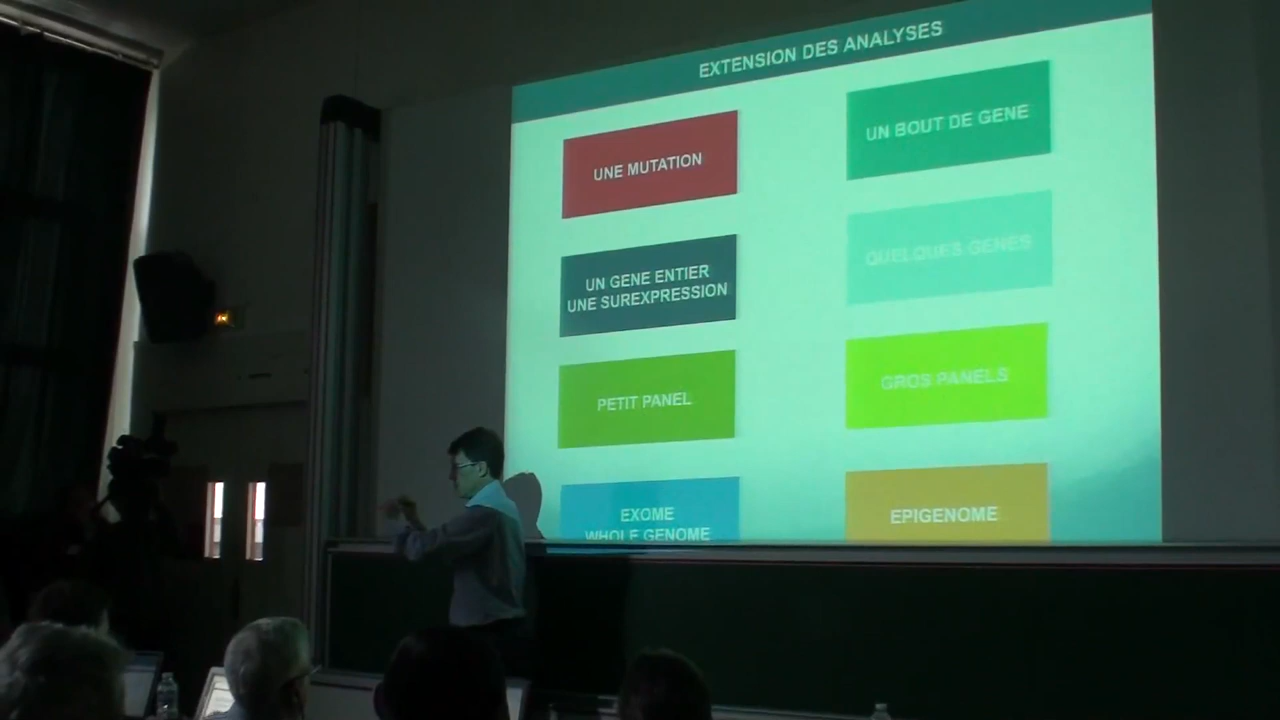 EXTENSION DES ANALYSES
UNE MUTATION
UN BOUT DE GENE
UN GENE ENTIER
UNE SUREXPRESSION
QUELQUES GENES
PETIT PANEL
GROS PANELS
EXOME
WHOLE GENOME
EPIGENOME